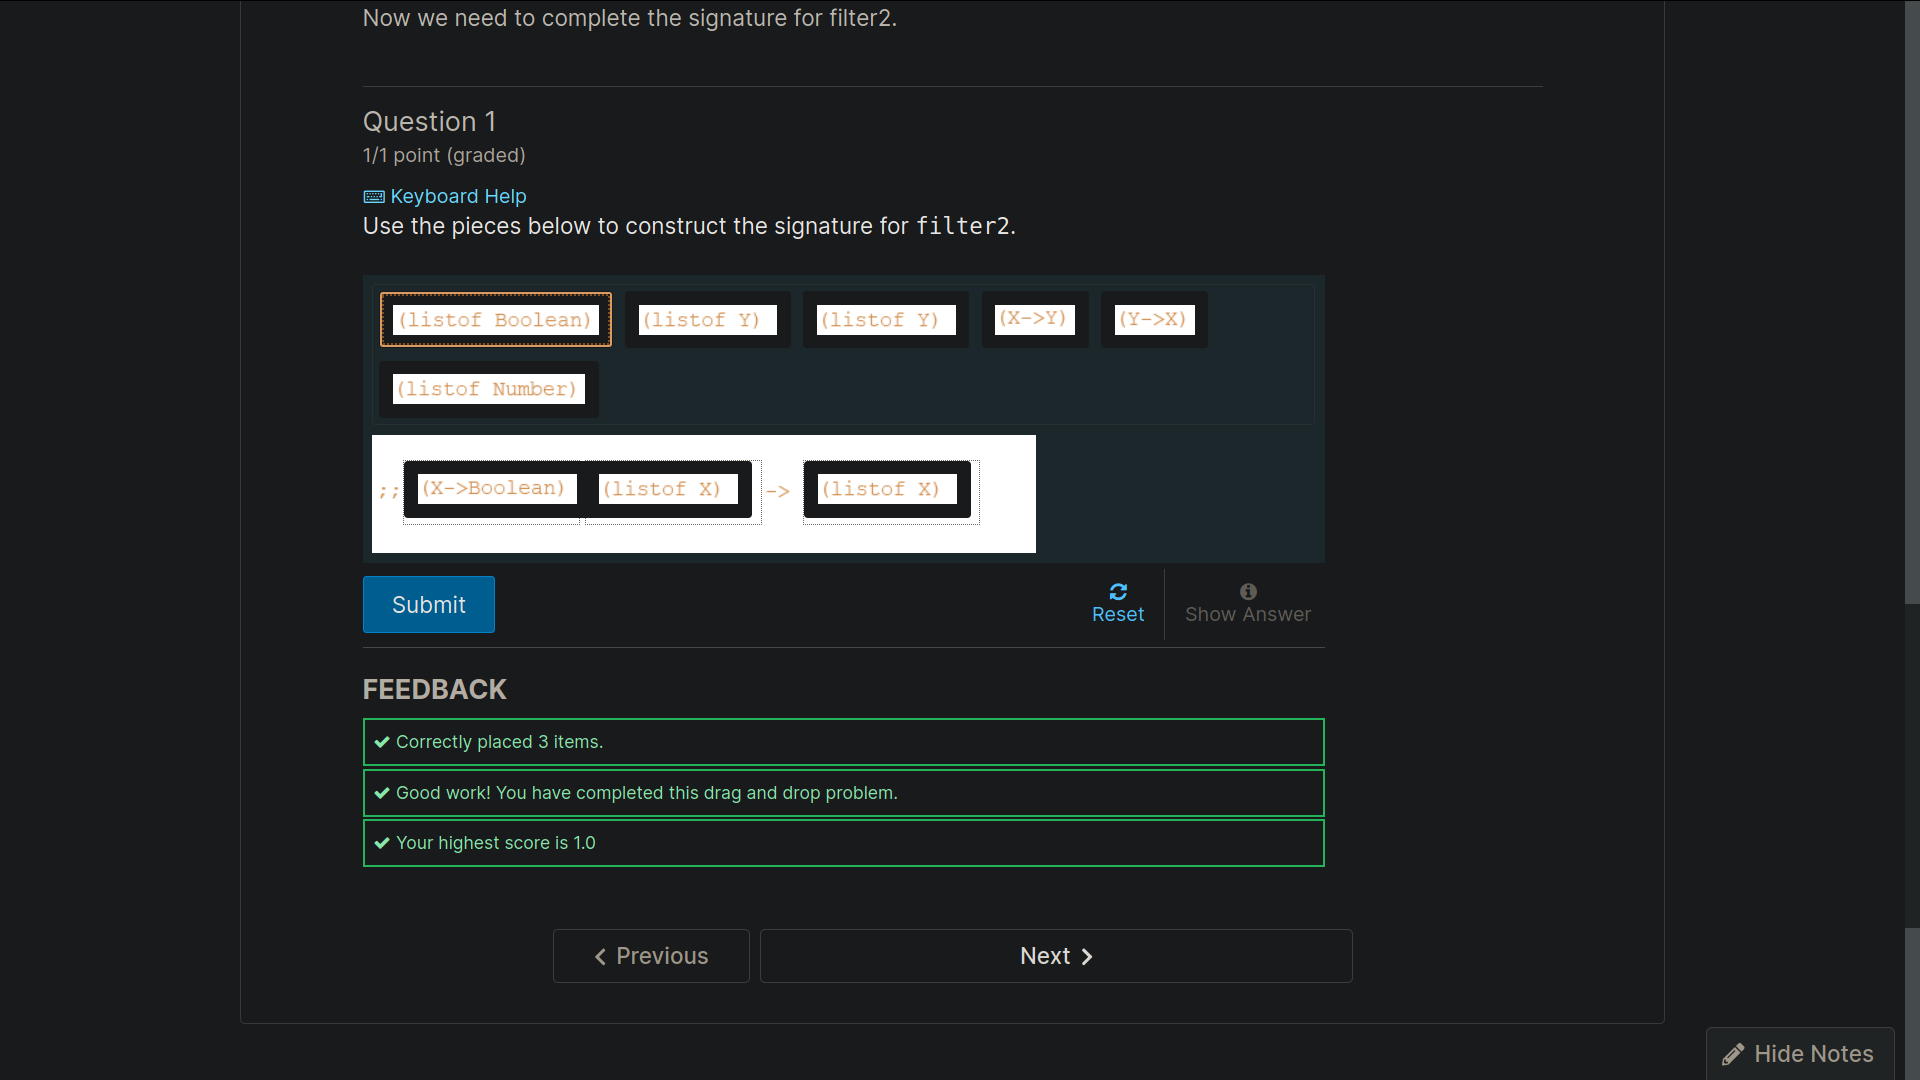 Now we need to complete the signature for filter2.
Question 1
1/1 point (graded)
Keyboard Help
Use the pieces below to construct the signature for filter2.
(listof Boolean) (listof Y) (listof Y) (X->Y) (Y->X)
(listof Number)
;; (X->Boolean) (listof X) -> (listof X)
Submit
Reset
Show Answer
FEEDBACK
Correctly placed 3 items.
Good work! You have completed this drag and drop problem.
Your highest score is 1.0
Previous
Next
Hide Notes